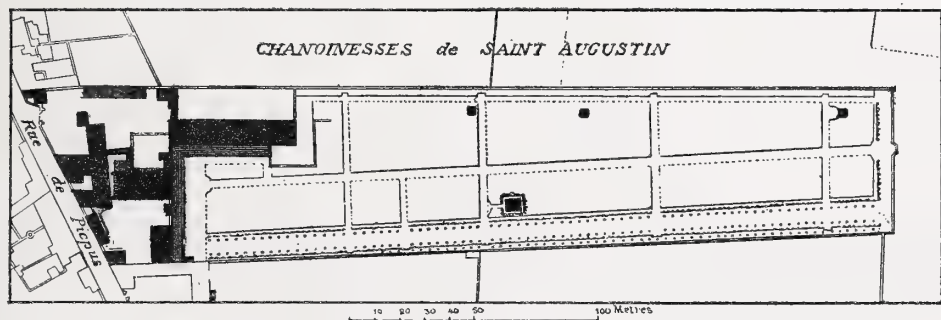 CHANOINESSES de SAINT AUGUSTIN
Rue de Picpus
10 20 30 40 50 100 Metres